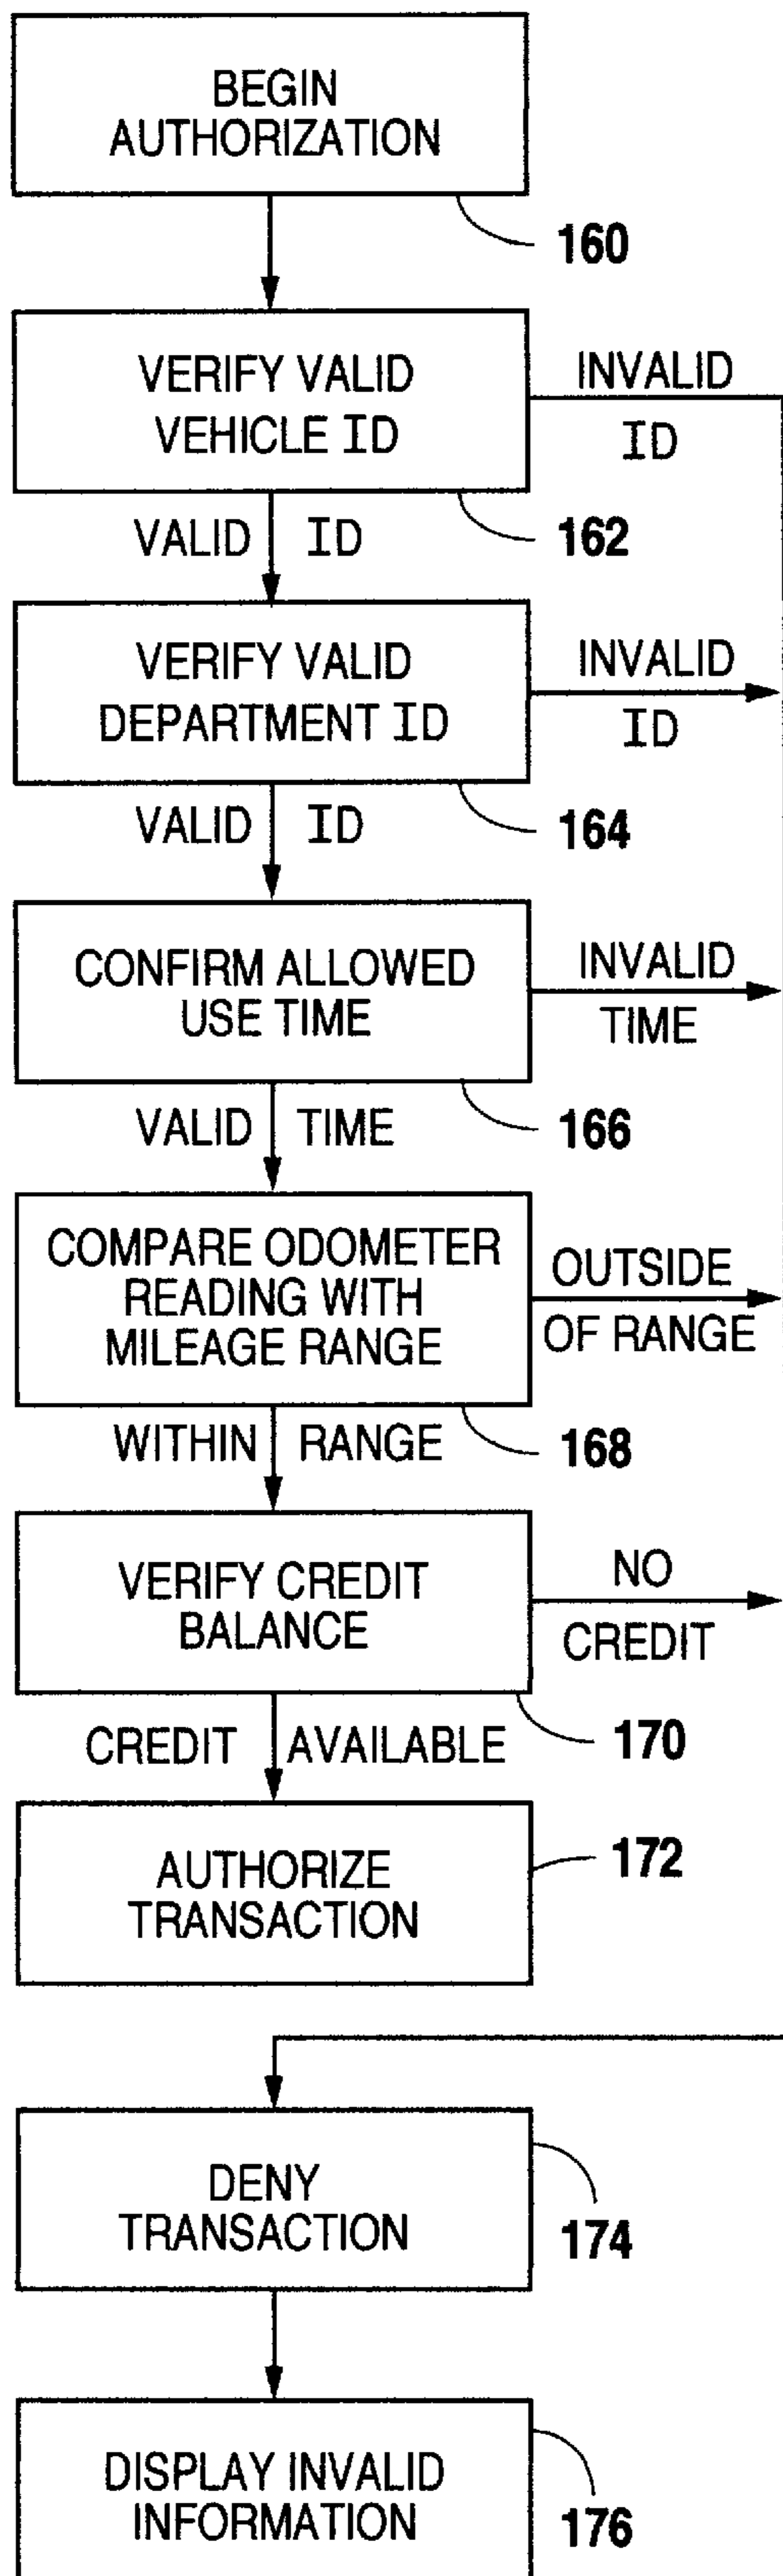 BEGIN
AUTHORIZATION
160
VERIFY VALID
VEHICLE ID
INVALID
ID
162
VALID ID
VERIFY VALID
DEPARTMENT ID
INVALID
ID
164
VALID ID
CONFIRM ALLOWED
USE TIME
INVALID
TIME
166
VALID TIME
COMPARE ODOMETER
READING WITH
MILEAGE RANGE
OUTSIDE
OF RANGE
168
WITHIN RANGE
VERIFY CREDIT
BALANCE
NO
CREDIT
170
CREDIT AVAILABLE
AUTHORIZE
TRANSACTION
172
DENY
TRANSACTION
174
DISPLAY INVALID
INFORMATION
176